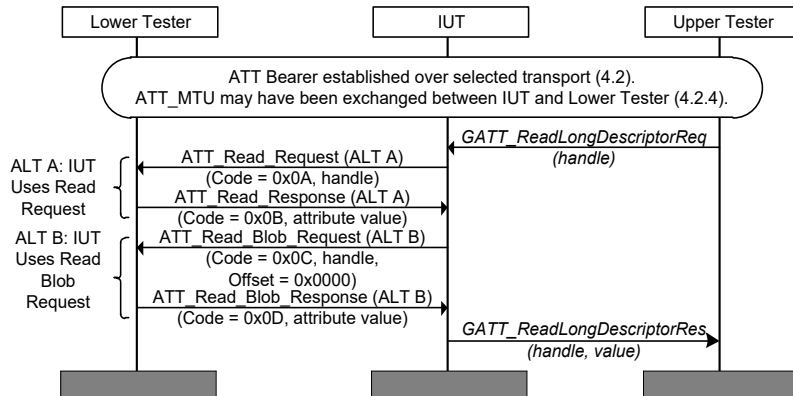 Lower Tester
IUT
Upper Tester
ATT Bearer established over selected transport (4.2).
ATT_MTU may have been exchanged between IUT and Lower Tester (4.2.4).
GATT_ReadLongDescriptorReq
(handle)
ALT A: IUT
Uses Read
Request
ATT_Read_Request (ALT A)
(Code = 0x0A, handle)
ATT_Read_Response (ALT A)
(Code = 0x0B, attribute value)
ALT B: IUT
Uses Read
Blob
Request
ATT_Read_Blob_Request (ALT B)
(Code = 0x0C, handle,
Offset = 0x0000)
ATT_Read_Blob_Response (ALT B)
(Code = 0x0D, attribute value)
GATT_ReadLongDescriptorRes
(handle, value)